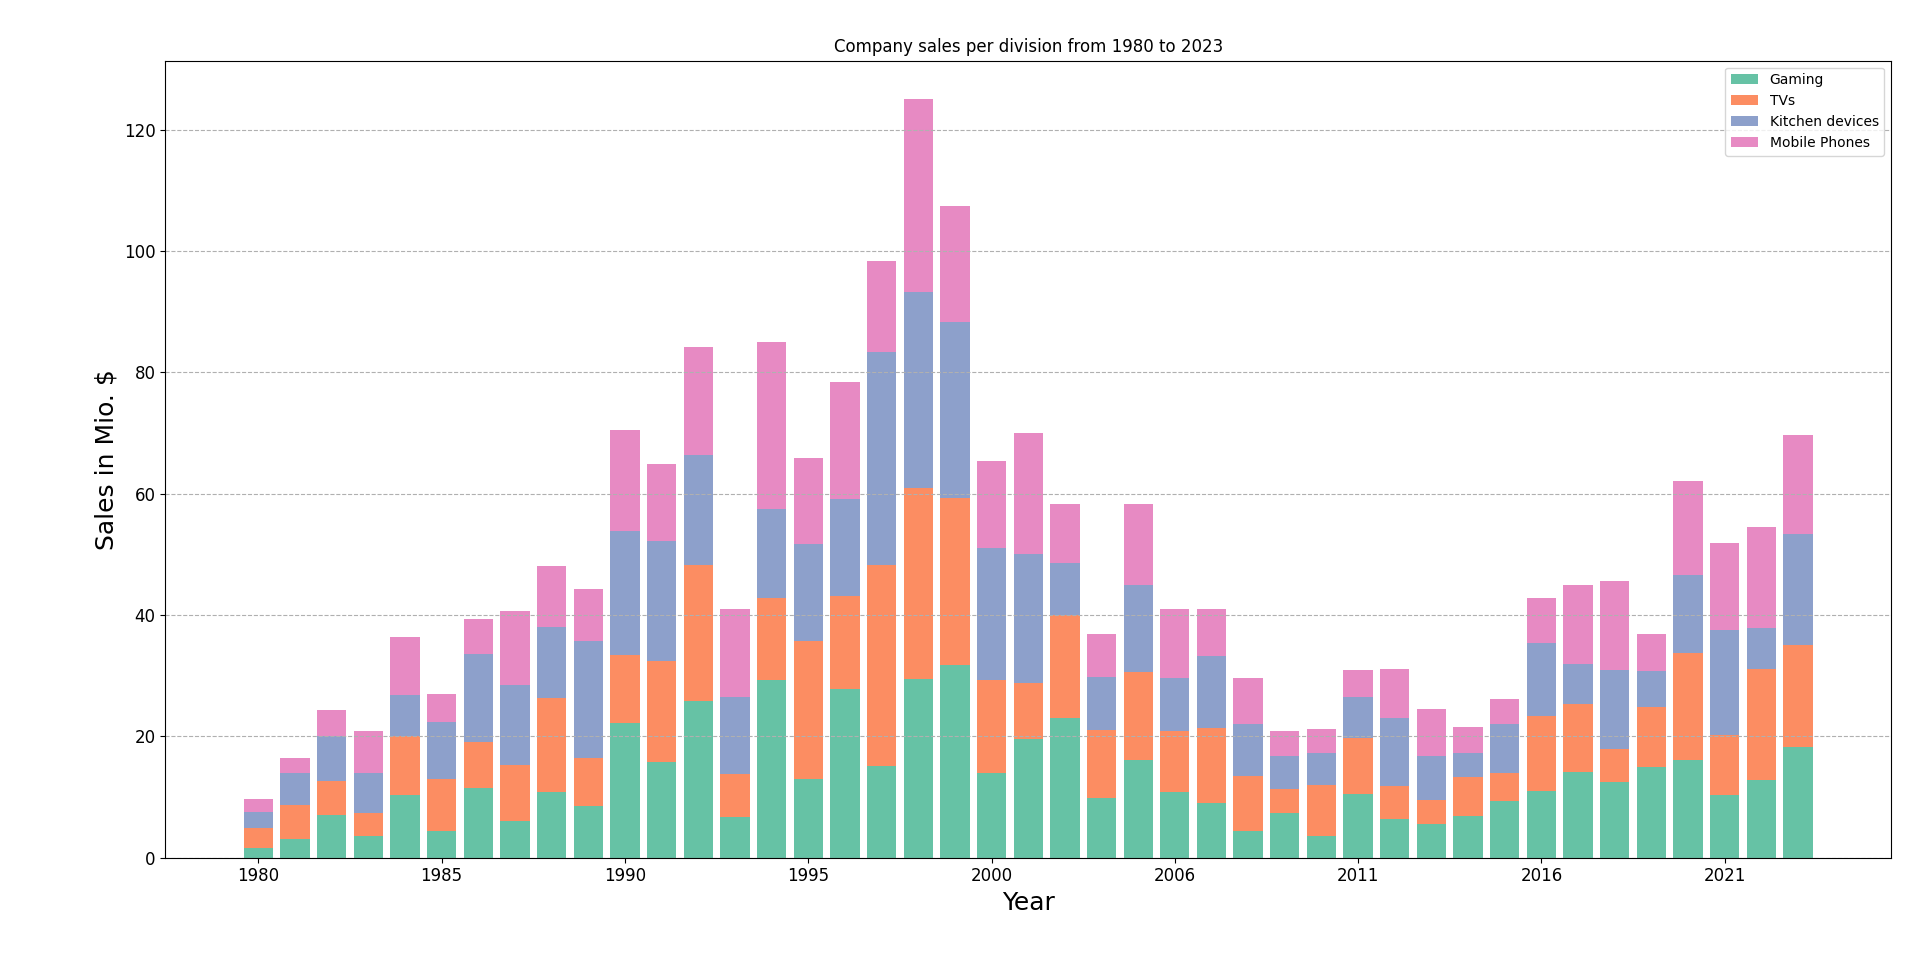 Company sales per division from 1980 to 2023
Gaming
TVs
Kitchen devices
Mobile Phones
120
100
80
60
40
20
0
Sales in Mio. $
1980 1985 1990 1995 2000 2006 2011 2016 2021
Year